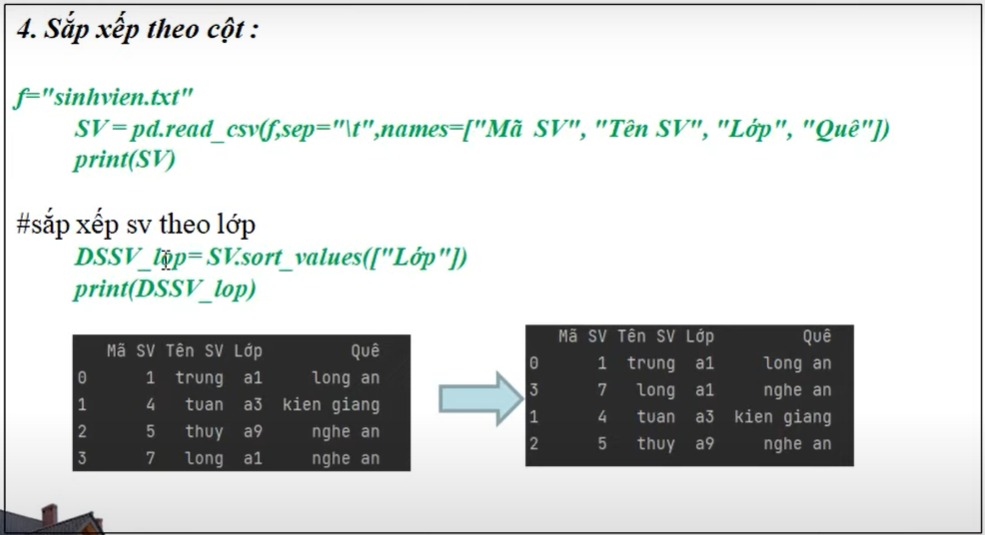 4. Sắp xếp theo cột :
f="sinhvien.txt"
SV = pd.read_csv(f,sep="\t",names=["Mã SV", "Tên SV", "Lớp", "Quê"])
print(SV)
#sắp xếp sv theo lớp
DSSV_lop= SV.sort_values(["Lớp"])
print(DSSV_lop)
Mã SV Tên SV Lớp Quê
0 1 trung a1 long an
1 4 tuan a3 kien giang
2 5 thuy a9 nghe an
3 7 long a1 nghe an
Mã SV Tên SV Lớp Quê
0 1 trung a1 long an
3 7 long a1 nghe an
1 4 tuan a3 kien giang
2 5 thuy a9 nghe an